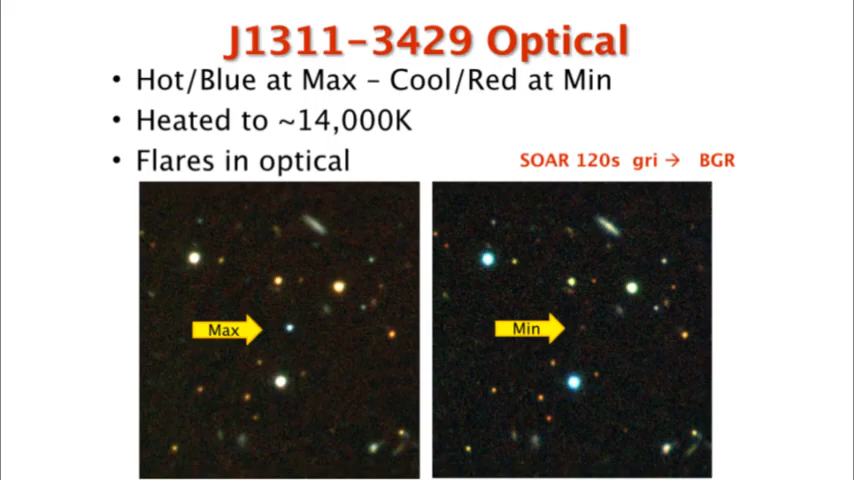 J1311-3429 Optical
• Hot/Blue at Max – Cool/Red at Min
• Heated to ~14,000K
• Flares in optical
SOAR 120s gri → BGR
Max
Min